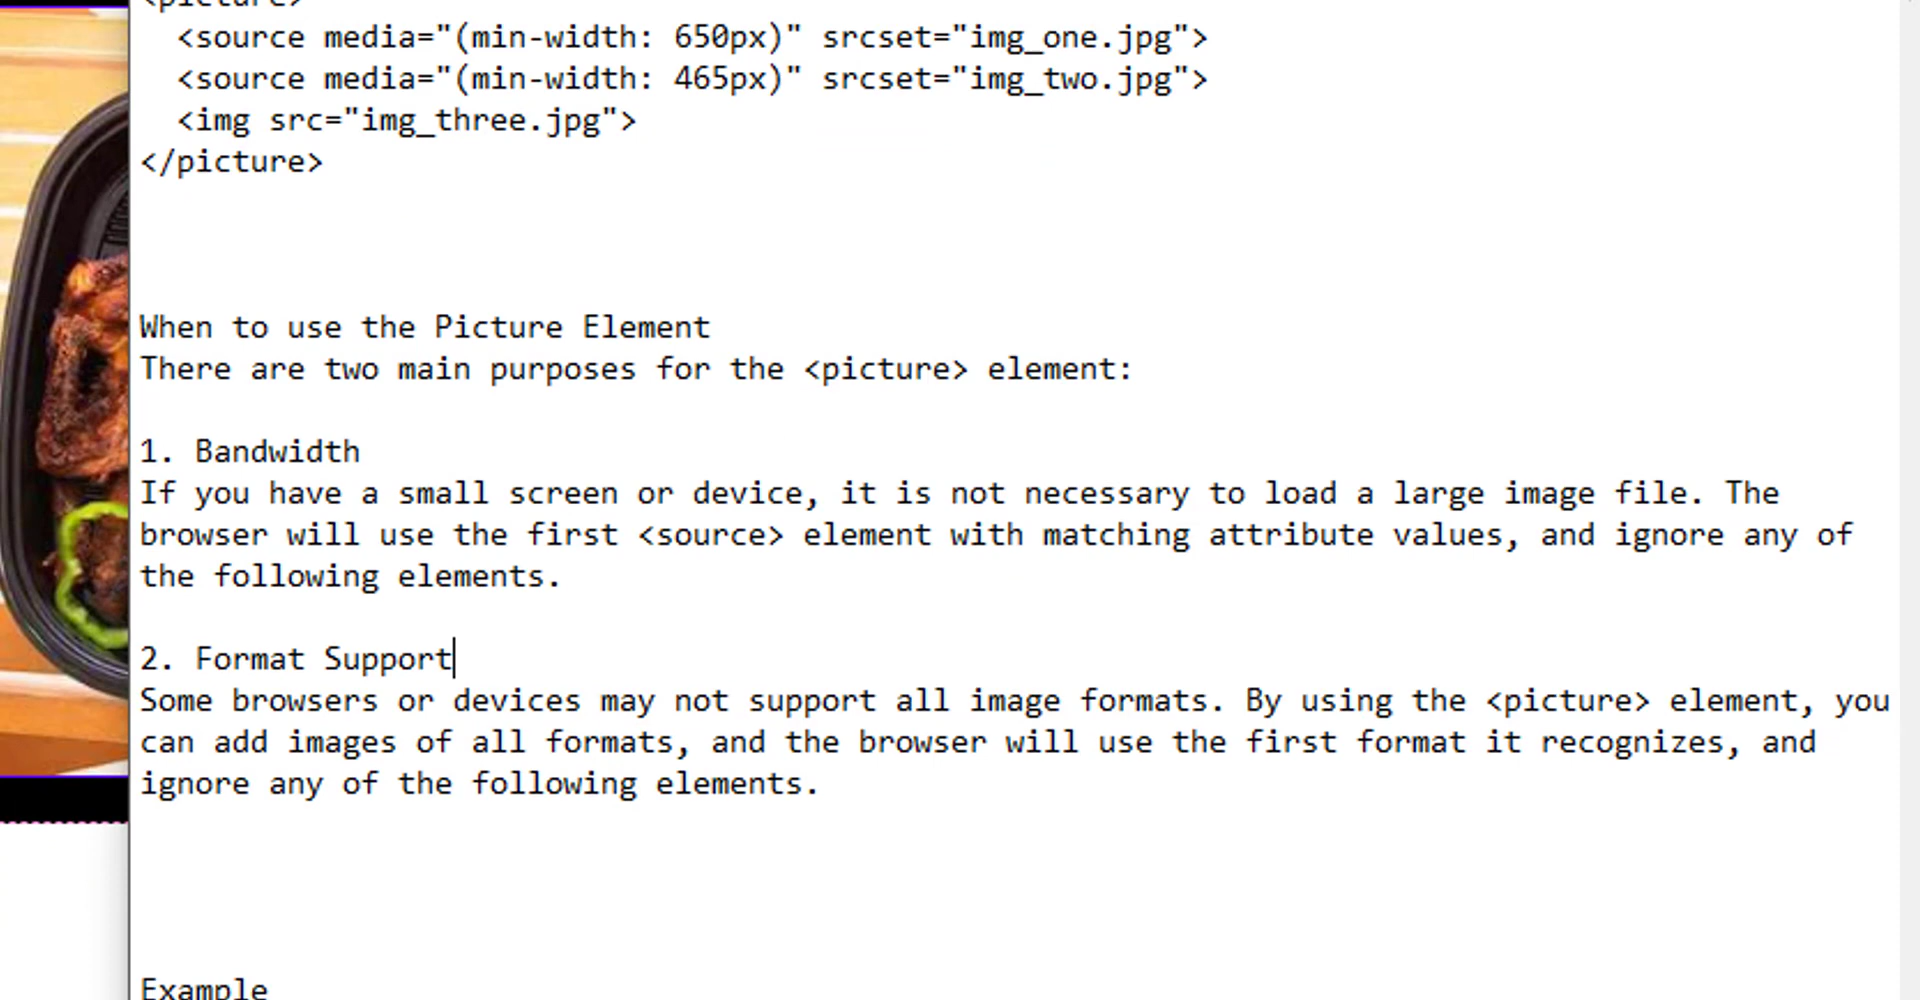 <picture>
<source media="(min-width: 650px)" srcset="img_one.jpg">
<source media="(min-width: 465px)" srcset="img_two.jpg">
<img src="img_three.jpg">
</picture>
When to use the Picture Element
There are two main purposes for the <picture> element:
1. Bandwidth
If you have a small screen or device, it is not necessary to load a large image file. The
browser will use the first <source> element with matching attribute values, and ignore any of
the following elements.
2. Format Support
Some browsers or devices may not support all image formats. By using the <picture> element, you
can add images of all formats, and the browser will use the first format it recognizes, and
ignore any of the following elements.
Example